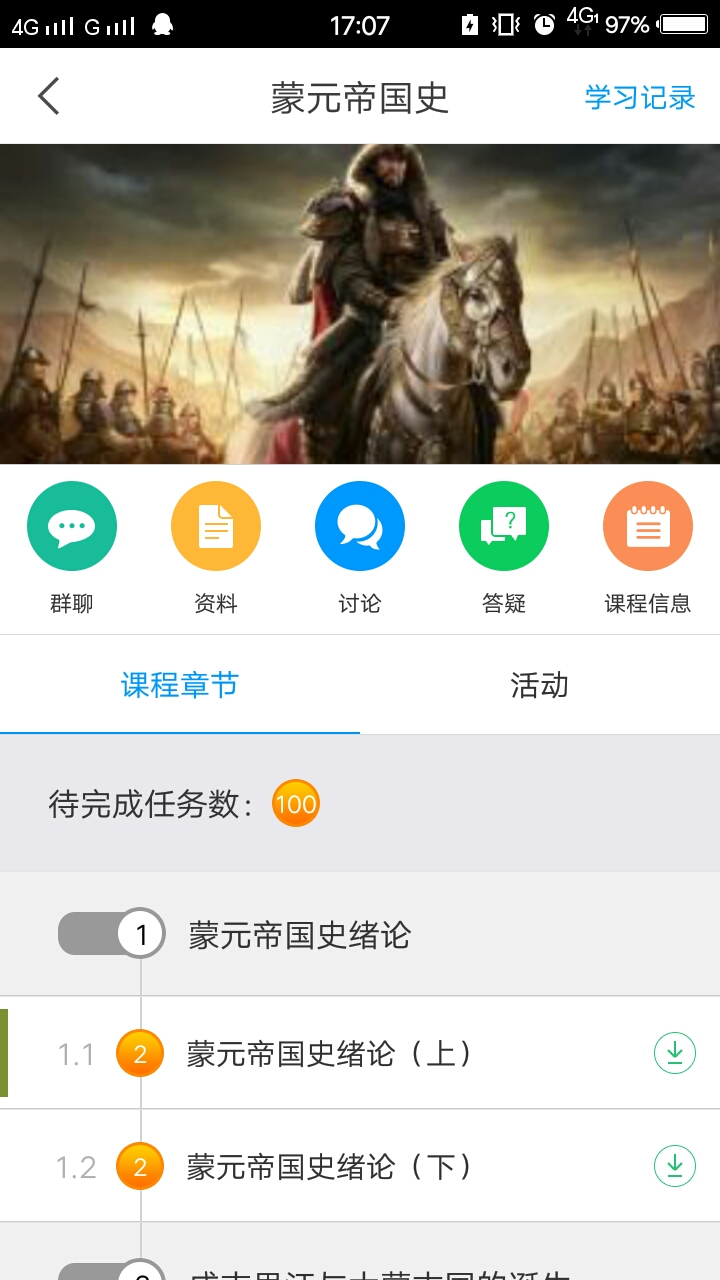 4G G 17:07 4G1 97%
蒙元帝国史 学习记录
群聊 资料 讨论 答疑 课程信息
课程章节 活动
待完成任务数: 100
1 蒙元帝国史绪论
1.1 2 蒙元帝国史绪论（上）
1.2 2 蒙元帝国史绪论（下）